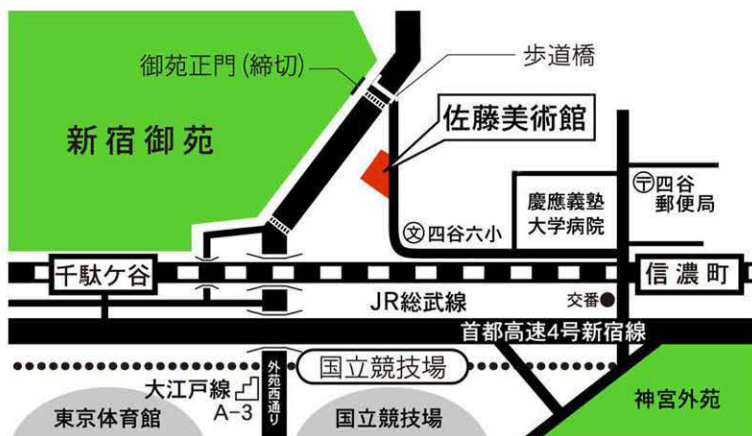 御苑正門(締切)
歩道橋
佐藤美術館
新宿御苑
〒四谷
郵便局
慶應義塾
大学病院
文四谷六小
千駄ケ谷
信濃町
JR総武線
交番
首都高速4号新宿線
国立競技場
外苑西通り
大江戸線
A-3
東京体育館
国立競技場
神宮外苑